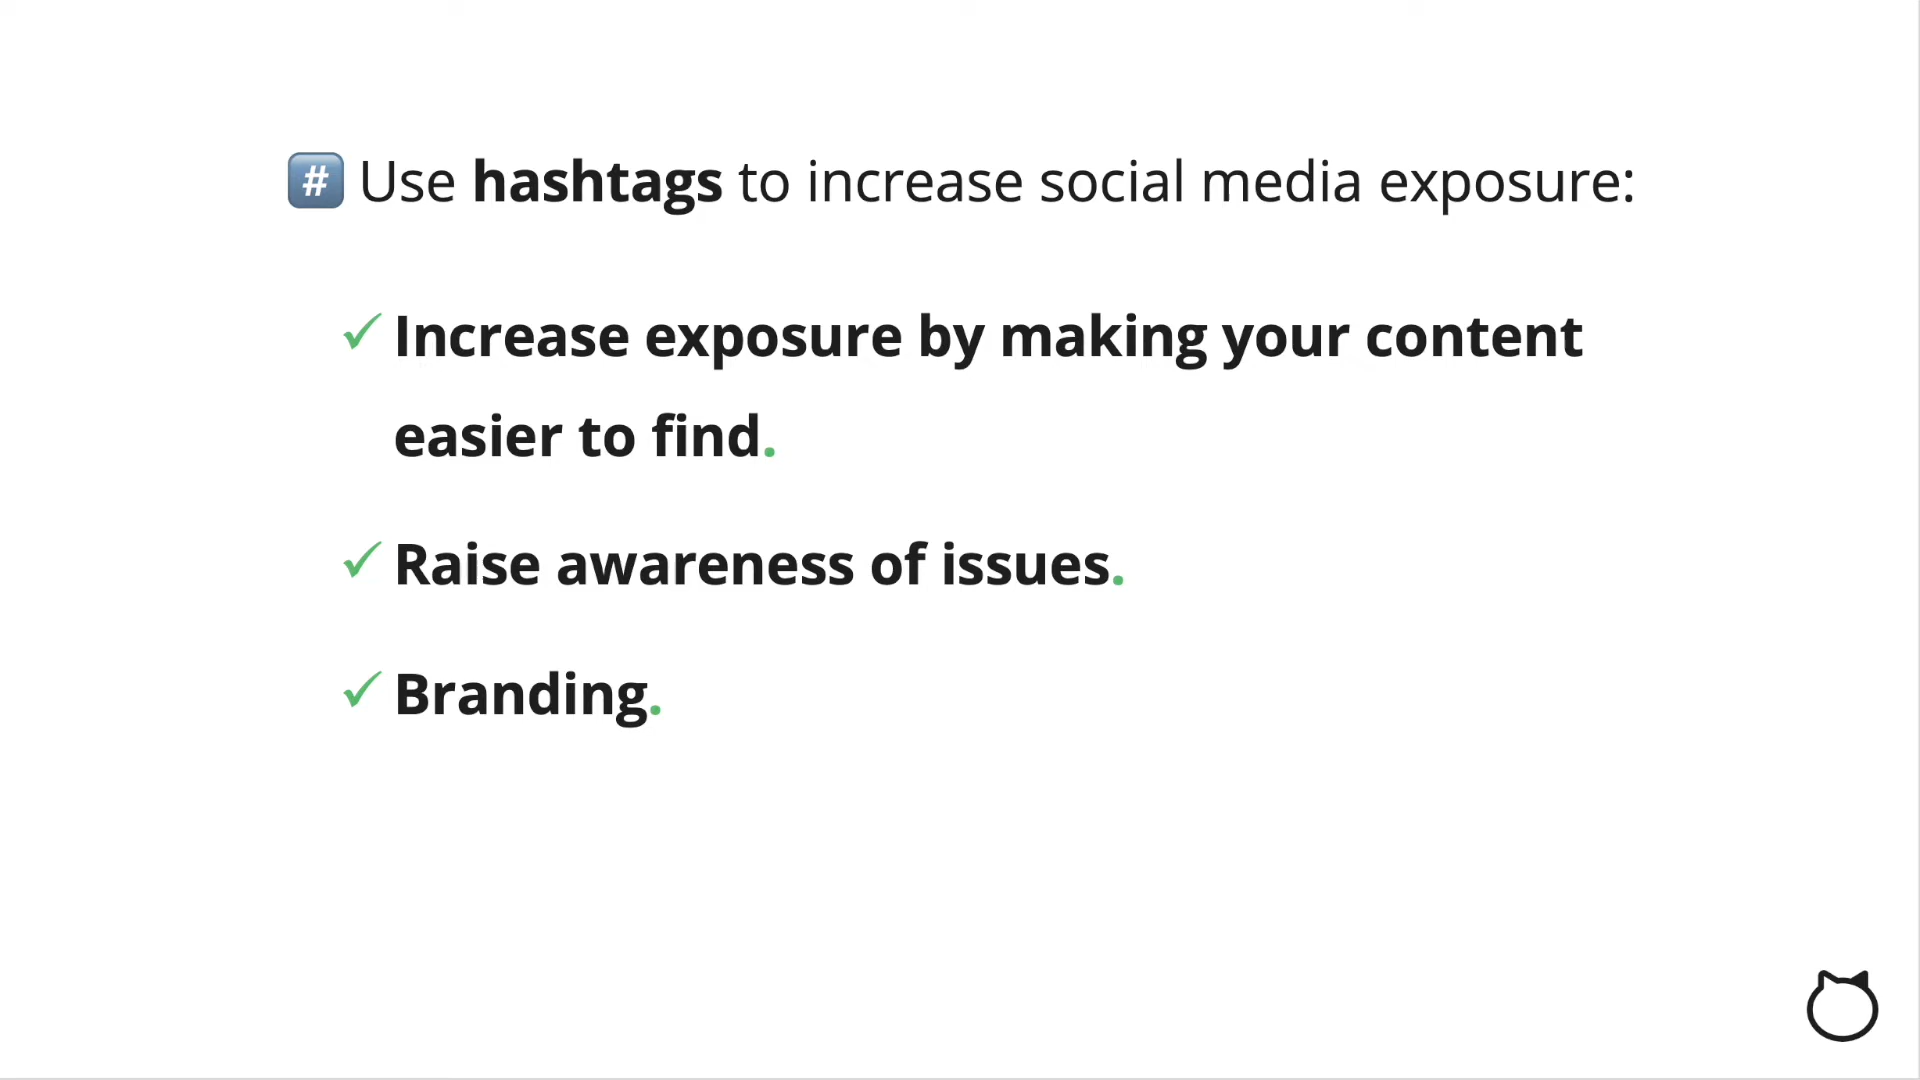 # Use hashtags to increase social media exposure:
✓ Increase exposure by making your content
easier to find.
✓ Raise awareness of issues.
✓ Branding.